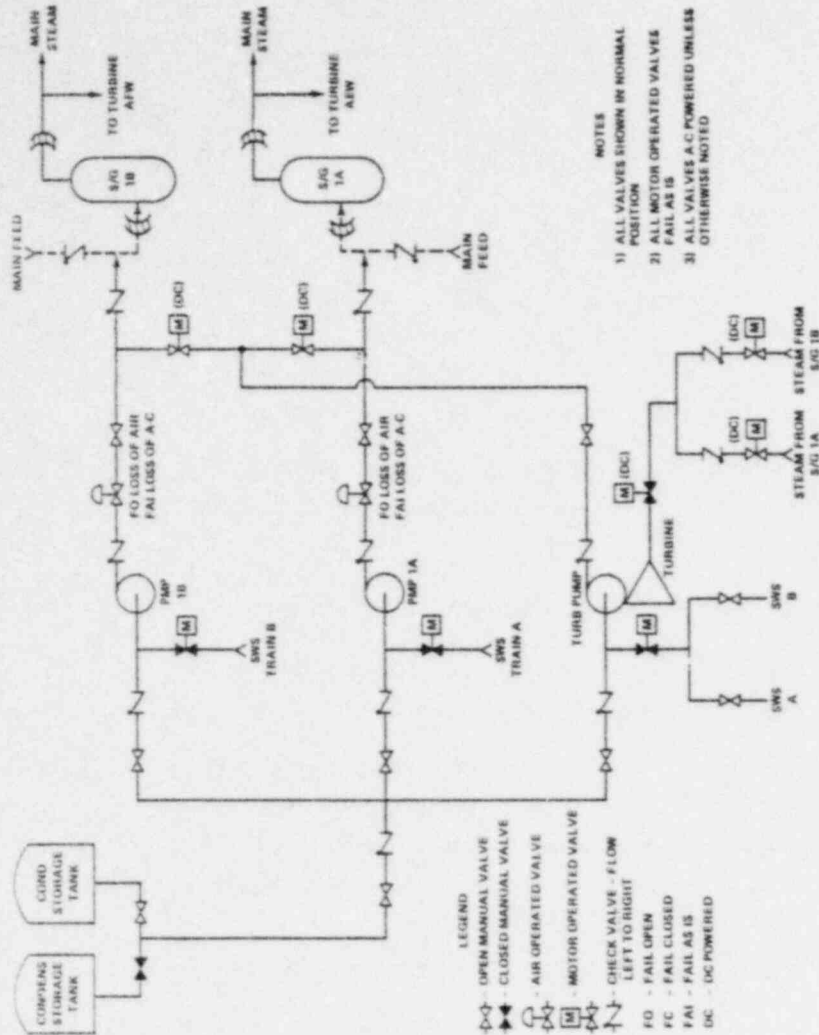 MAIN STEAM
TO TURBINE AFW
MAIN STEAM
TO TURBINE AFW
S/G 1B
S/G 1A
MAIN FEED
MAIN FEED
(DC)
M
(DC)
M
FO LOSS OF AIR
FAI LOSS OF A-C
FO LOSS OF AIR
FAI LOSS OF A-C
PMP 1B
PMP 1A
TURB PUMP
TURBINE
M
SWS TRAIN B
M
SWS TRAIN A
M
SWS A
SWS B
M (DC)
(DC)
M
STEAM FROM S/G 1A
(DC)
M
STEAM FROM S/G 1B
CONDENS STORAGE TANK
COND STORAGE TANK
NOTES
1) ALL VALVES SHOWN IN NORMAL
POSITION
2) ALL MOTOR OPERATED VALVES
FAIL AS IS
3) ALL VALVES A-C POWERED UNLESS
OTHERWISE NOTED
LEGEND
- OPEN MANUAL VALVE
- CLOSED MANUAL VALVE
- AIR OPERATED VALVE
M - MOTOR OPERATED VALVE
- CHECK VALVE - FLOW
LEFT TO RIGHT
FO - FAIL OPEN
FC - FAIL CLOSED
FAI - FAIL AS IS
DC - DC POWERED